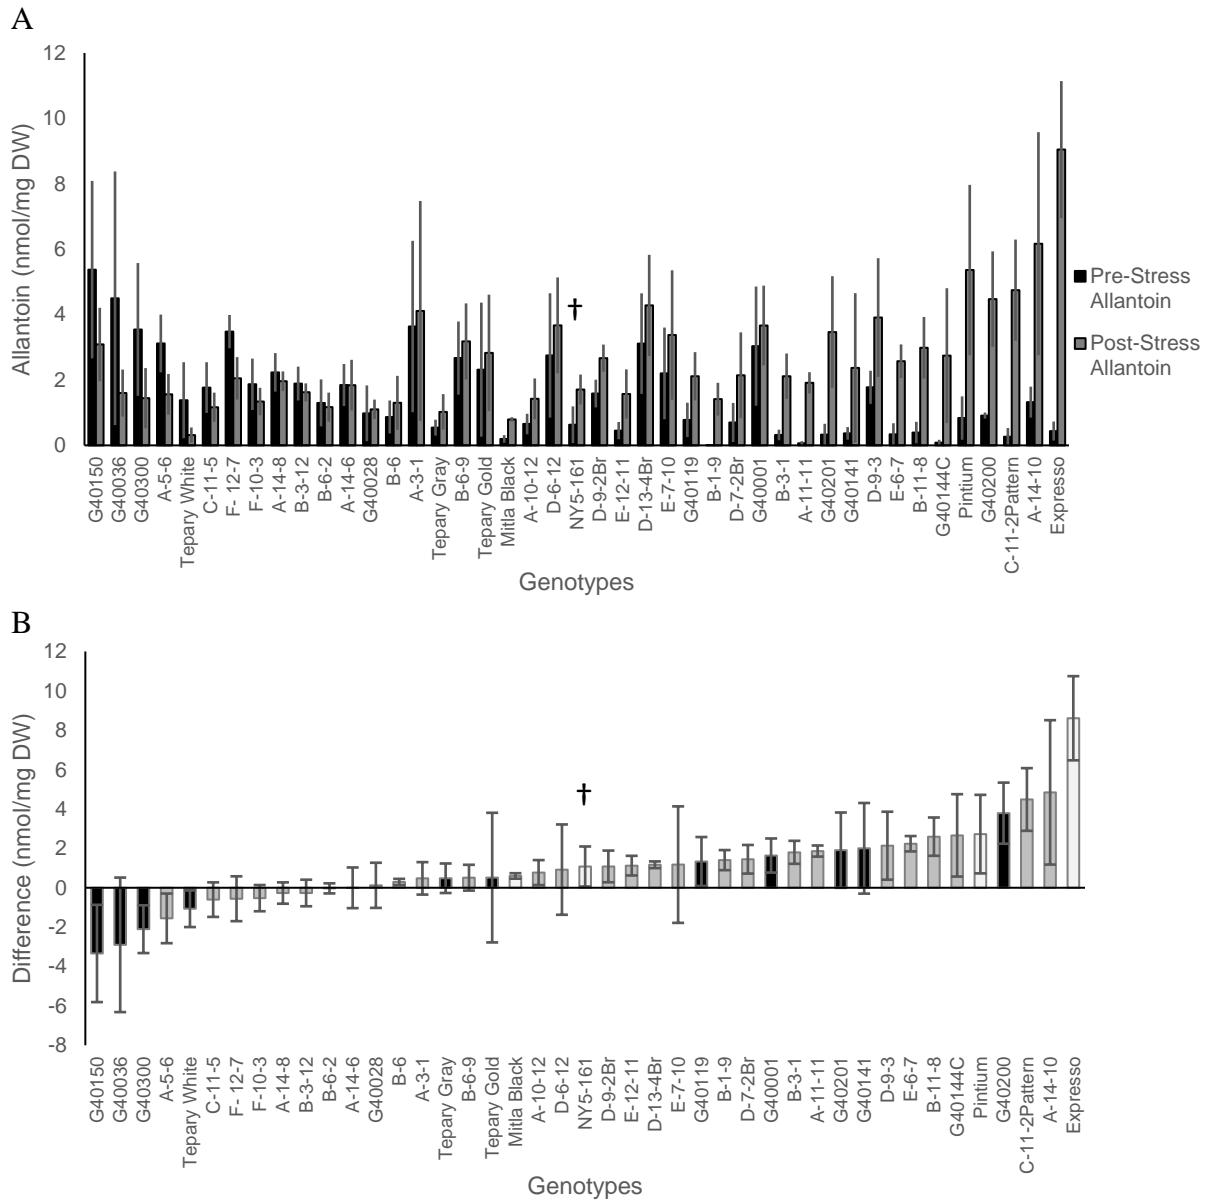 A
12
10
8
6
4
2
0
Allantoin (nmol/mg DW)
†
Pre-Stress
Allantoin
Post-Stress
Allantoin
G40150
G40036
G40300
A-5-6
Tepary White
C-11-5
F- 12-7
F-10-3
A-14-8
B-3-12
B-6-2
A-14-6
G40028
B-6
A-3-1
Tepary Gray
B-6-9
Tepary Gold
Mitla Black
A-10-12
D-6-12
NY5-161
D-9-2Br
E-12-11
D-13-4Br
E-7-10
G40119
B-1-9
D-7-2Br
G40001
B-3-1
A-11-11
G40201
G40141
D-9-3
E-6-7
B-11-8
G40144C
Pintium
G40200
C-11-2Pattern
A-14-10
Expresso
Genotypes
B
12
10
8
6
4
2
0
-2
-4
-6
-8
Difference (nmol/mg DW)
†
G40150
G40036
G40300
A-5-6
Tepary White
C-11-5
F- 12-7
F-10-3
A-14-8
B-3-12
B-6-2
A-14-6
G40028
B-6
A-3-1
Tepary Gray
B-6-9
Tepary Gold
Mitla Black
A-10-12
D-6-12
NY5-161
D-9-2Br
E-12-11
D-13-4Br
E-7-10
G40119
B-1-9
D-7-2Br
G40001
B-3-1
A-11-11
G40201
G40141
D-9-3
E-6-7
B-11-8
G40144C
Pintium
G40200
C-11-2Pattern
A-14-10
Expresso
Genotypes